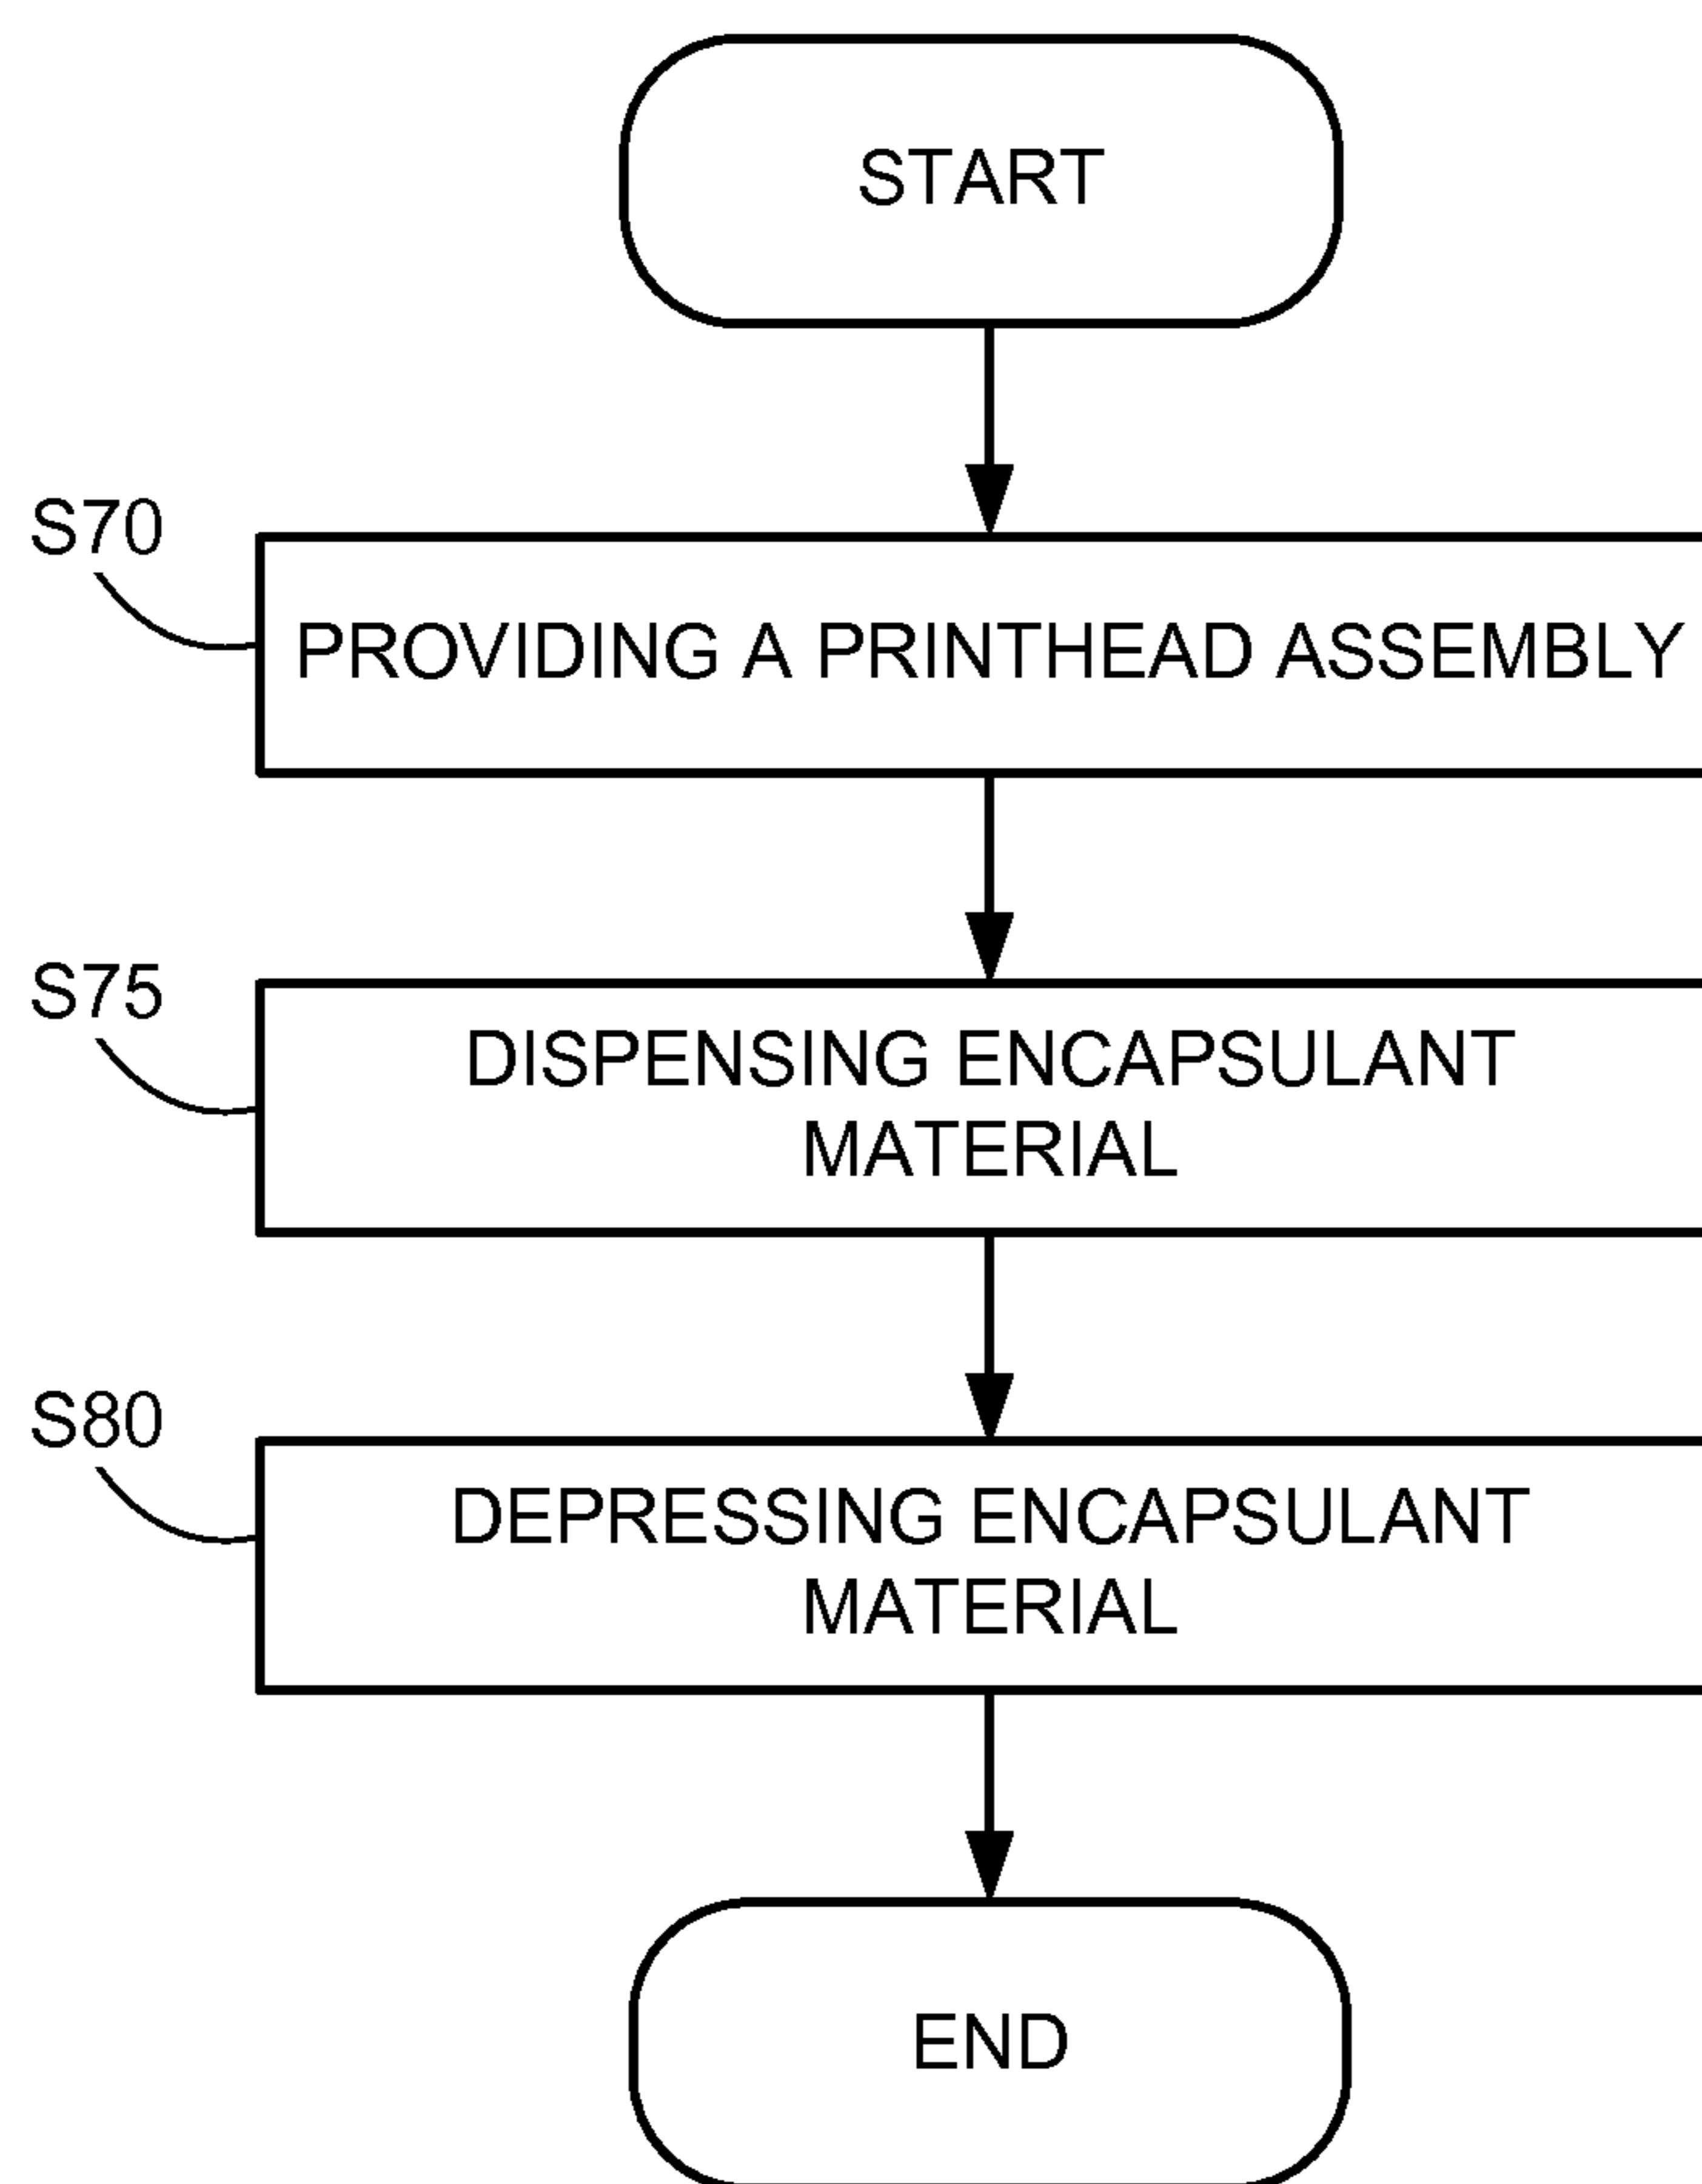 START
S70
PROVIDING A PRINTHEAD ASSEMBLY
S75
DISPENSING ENCAPSULANT
MATERIAL
S80
DEPRESSING ENCAPSULANT
MATERIAL
END